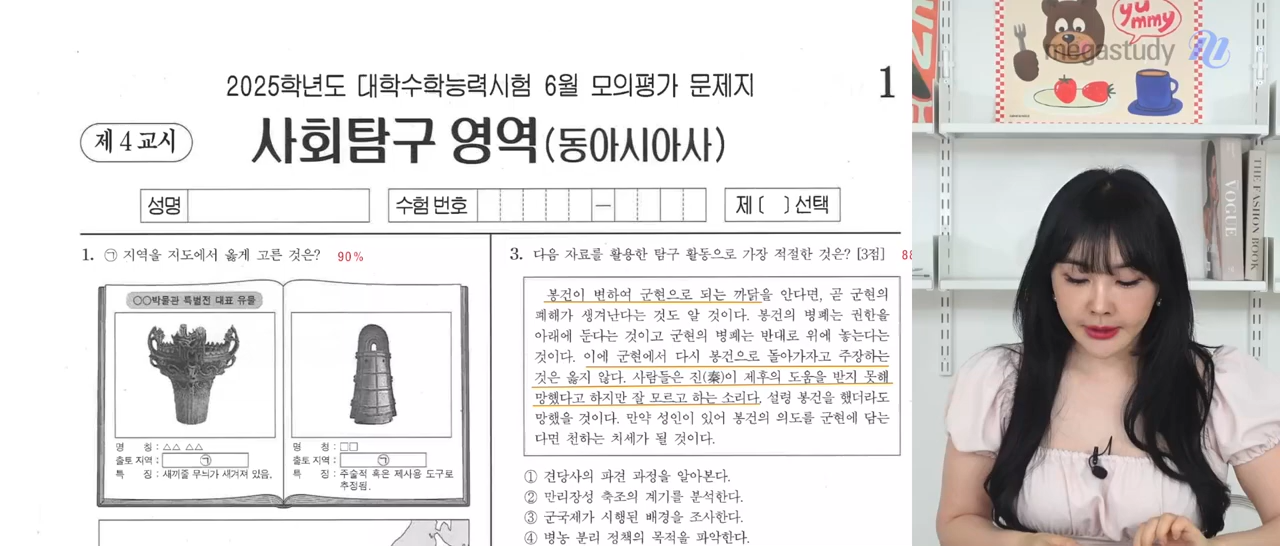 2025학년도 대학수학능력시험 6월 모의평가 문제지
1
제 4 교시
사회탐구 영역(동아시아사)
성명
수험 번호
—
제 [ ] 선택
1. ㉠ 지역을 지도에서 옳게 고른 것은? 90%
○○박물관 특별전 대표 유물
명 칭 : △△ △△
출토 지역 : ㉠
특 징 : 새끼줄 무늬가 새겨져 있음.
명 칭 : □□
출토 지역 : ㉠
특 징 : 주술적 혹은 제사용 도구로
추정됨.
3. 다음 자료를 활용한 탐구 활동으로 가장 적절한 것은? [3점]
봉건이 변하여 군현으로 되는 까닭을 안다면, 곧 군현의
폐해가 생겨난다는 것도 알 것이다. 봉건의 병폐는 권한을
아래에 둔다는 것이고 군현의 병폐는 반대로 위에 놓는다는
것이다. 이에 군현에서 다시 봉건으로 돌아가자고 주장하는
것은 옳지 않다. 사람들은 진(秦)이 제후의 도움을 받지 못해
망했다고 하지만 잘 모르고 하는 소리다. 설령 봉건을 했더라도
망했을 것이다. 만약 성인이 있어 봉건의 의도를 군현에 담는
다면 천하는 치세가 될 것이다.
① 견당사의 파견 과정을 알아본다.
② 만리장성 축조의 계기를 분석한다.
③ 군국제가 시행된 배경을 조사한다.
④ 병농 분리 정책의 목적을 파악한다.
yummy
megastudy
VOGUE
THE FASHION